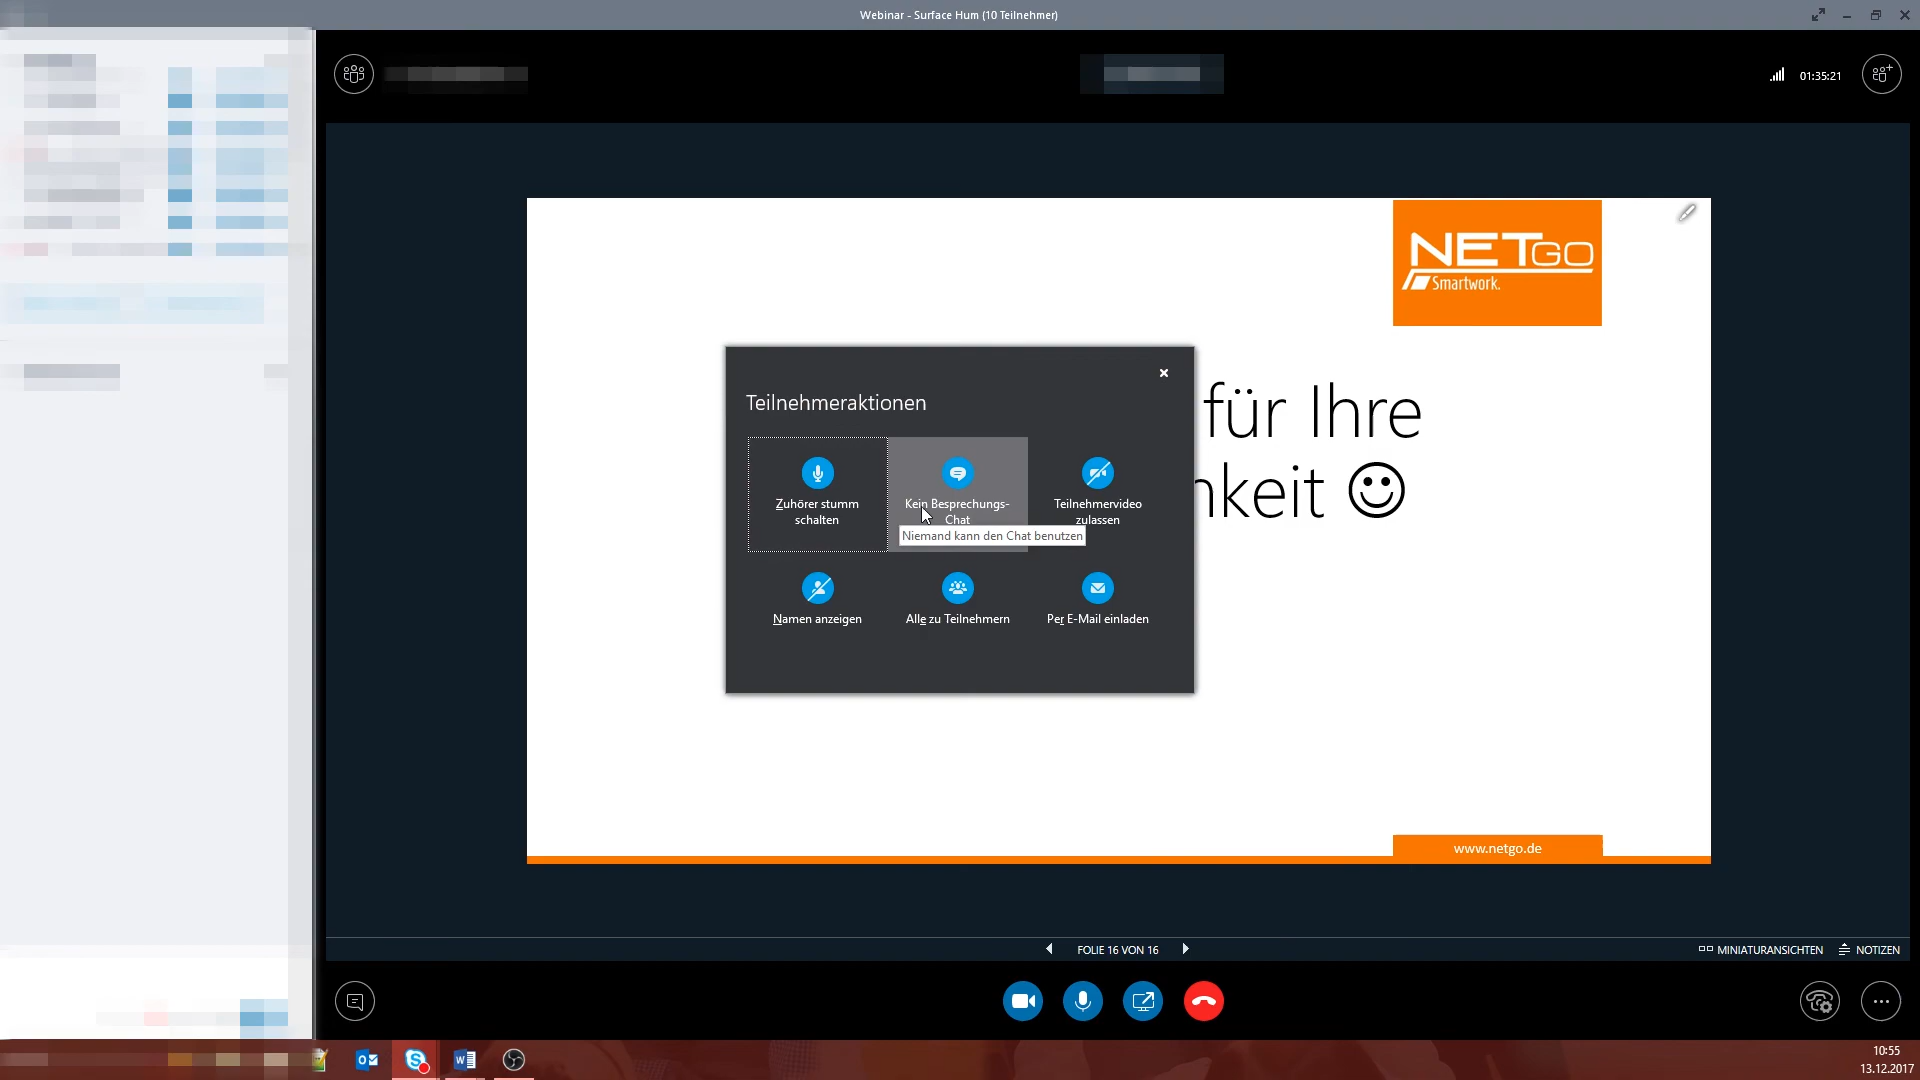 Webinar - Surface Hum (10 Teilnehmer)
01:35:21
NETGO
Smartwork.
für Ihre
nkeit ☺
Teilnehmeraktionen
Zuhörer stumm
schalten
Kein Besprechungs-
Chat
Teilnehmervideo
zulassen
Niemand kann den Chat benutzen
Namen anzeigen
Alle zu Teilnehmern
Per E-Mail einladen
www.netgo.de
FOLIE 16 VON 16
MINIATURANSICHTEN
NOTIZEN
10:55
13.12.2017